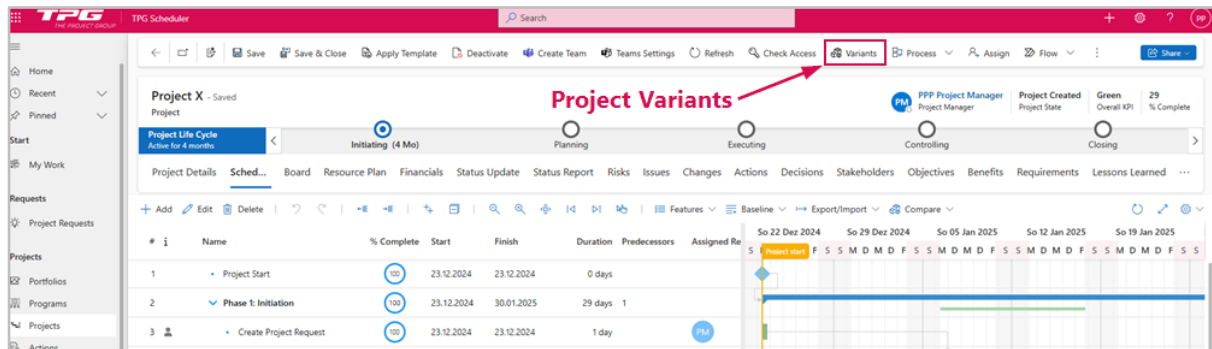 TPG THE PROJECT GROUP TPG Scheduler Search ? PP
Save Save & Close Apply Template Deactivate Create Team Teams Settings Refresh Check Access Variants Process Assign Flow Share
Home
Recent
Pinned
Start
My Work
Requests
Project Requests
Projects
Portfolios
Programs
Projects
Actions
Project X - Saved
Project
Project Variants
PM PPP Project Manager Project Created Green 29
Project Manager Project State Overall KPI % Complete
Project Life Cycle
Active for 4 months
Initiating (4 Mo) Planning Executing Controlling Closing
Project Details Sched... Board Resource Plan Financials Status Update Status Report Risks Issues Changes Actions Decisions Stakeholders Objectives Benefits Requirements Lessons Learned ...
Add Edit Delete Features Baseline Export/Import Compare
# i Name % Complete Start Finish Duration Predecessors Assigned Re
So 22 Dez 2024 So 29 Dez 2024 So 05 Jan 2025 So 12 Jan 2025 So 19 Jan 2025
S Project start F S S M D M D F S S M D M D F S S M D M D F S S M D M D F S S
1 Project Start 100 23.12.2024 23.12.2024 0 days
2 Phase 1: Initiation 100 23.12.2024 30.01.2025 29 days 1
3 Create Project Request 100 23.12.2024 23.12.2024 1 day PM